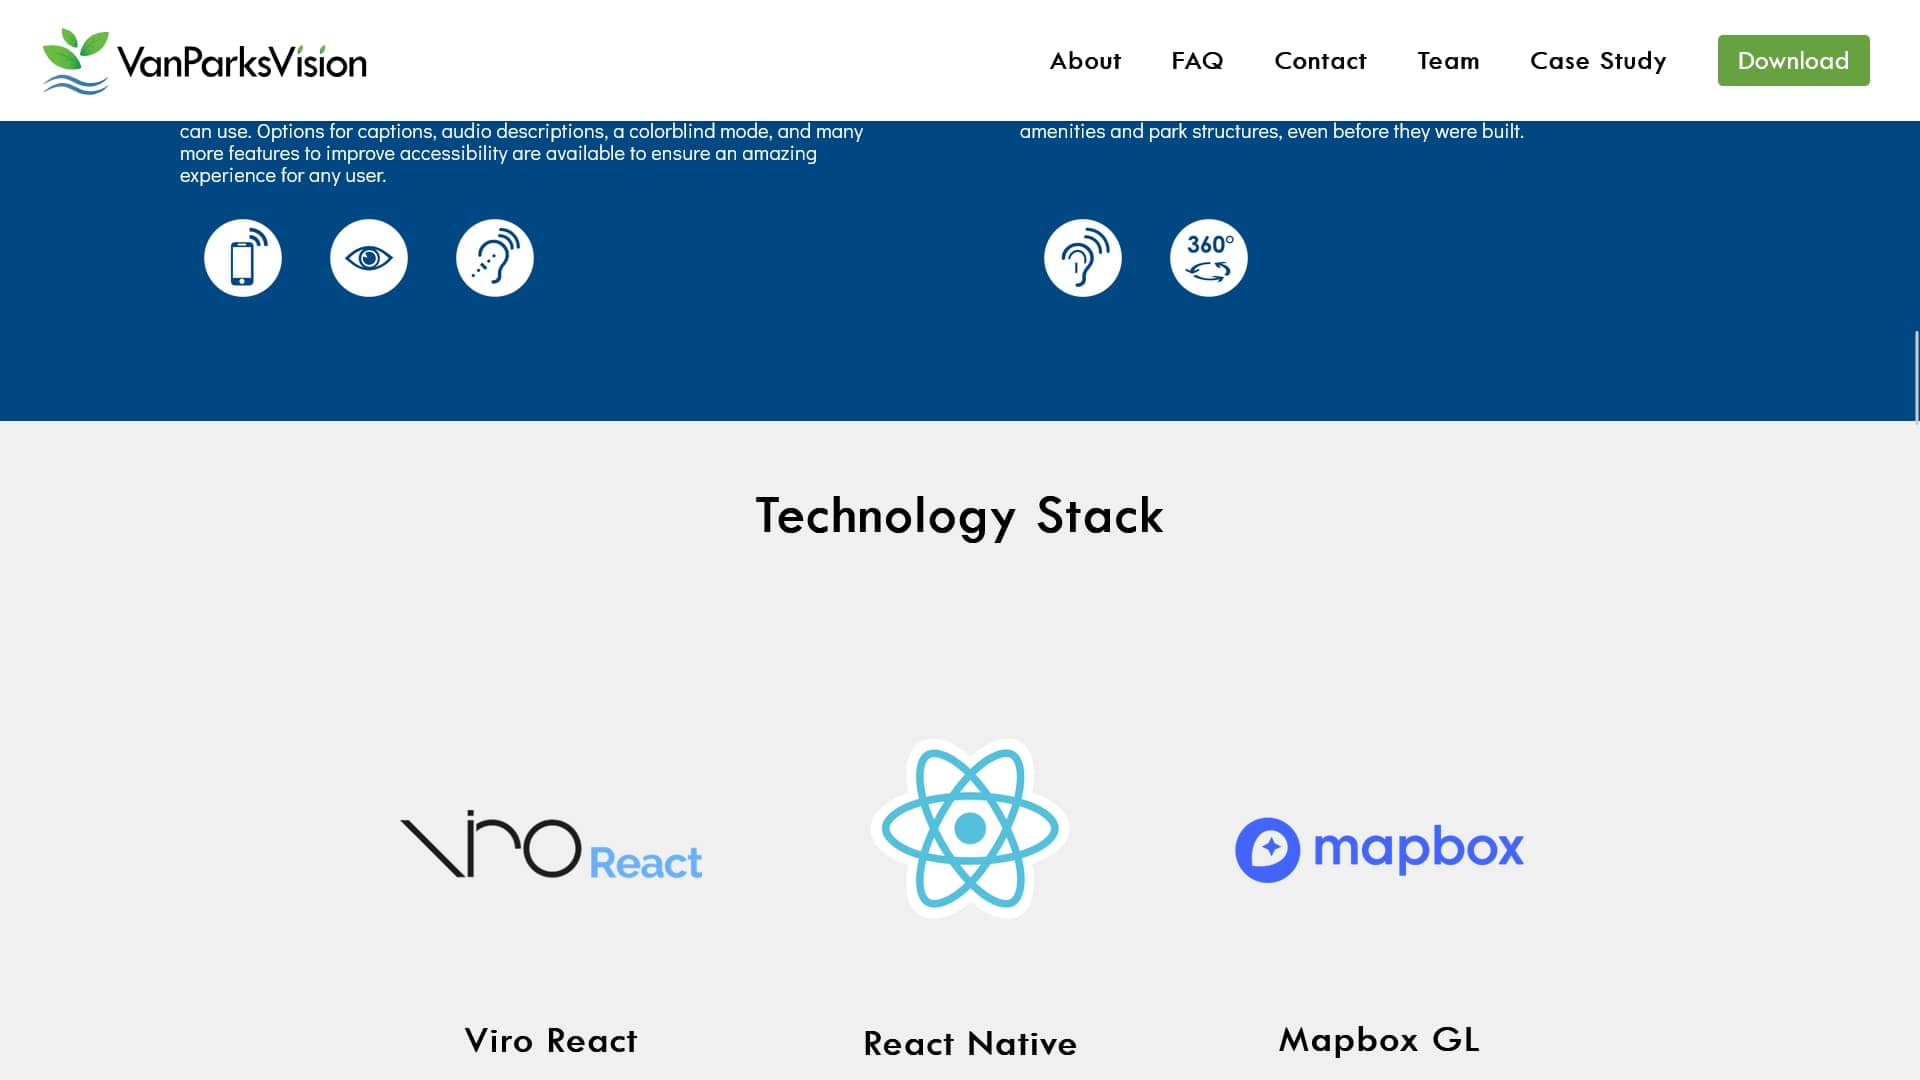 VanParksVision
About FAQ Contact Team Case Study Download
can use. Options for captions, audio descriptions, a colorblind mode, and many
more features to improve accessibility are available to ensure an amazing
experience for any user.
amenities and park structures, even before they were built.
360°
Technology Stack
viro React
mapbox
Viro React
React Native
Mapbox GL